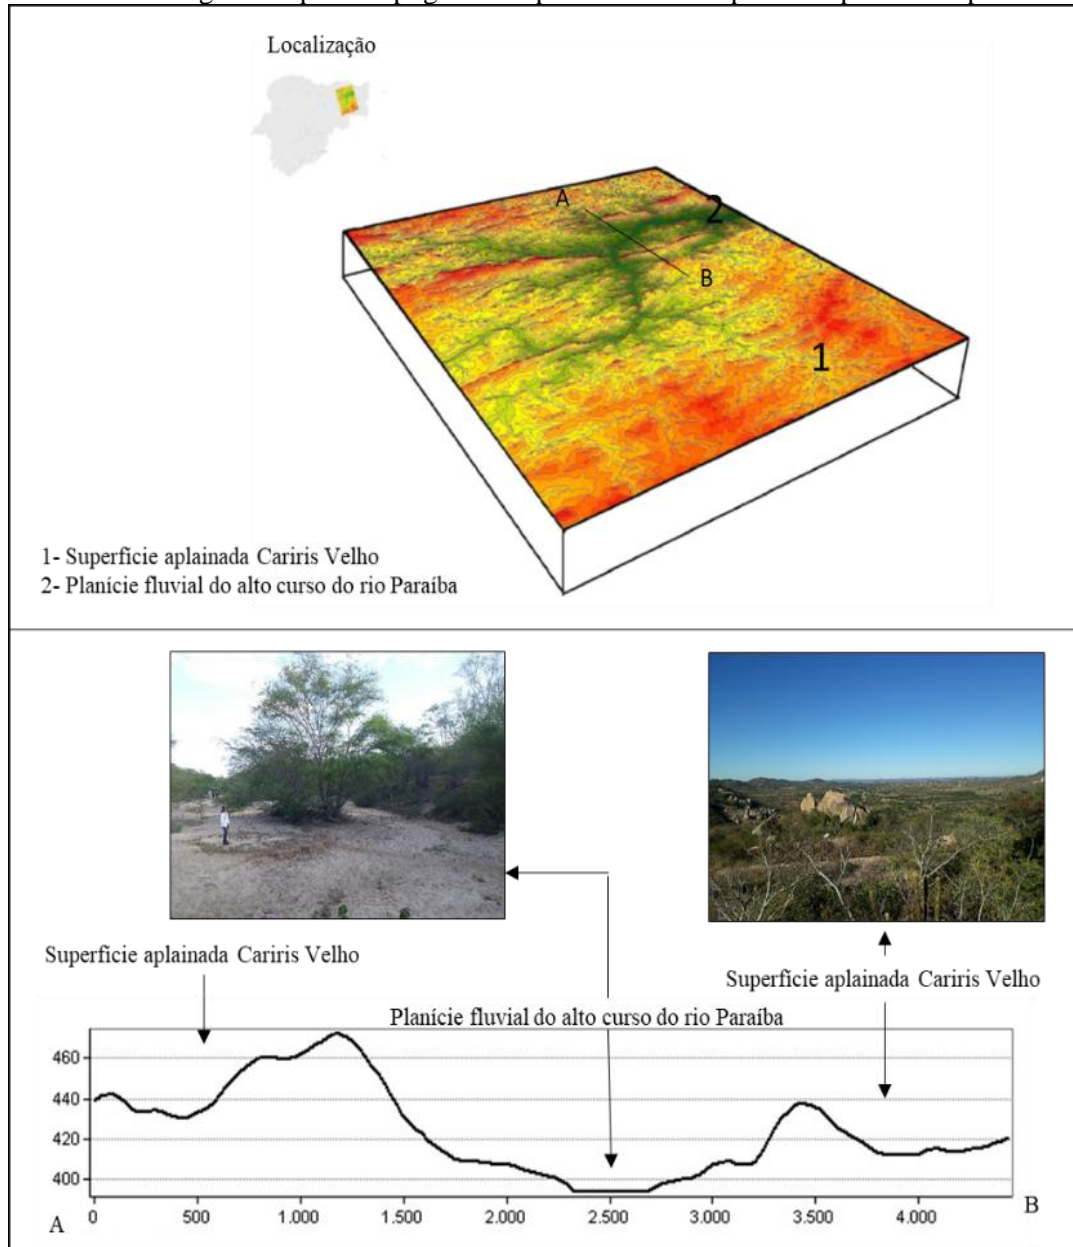 Localização
A
2
B
1
1- Superfície aplainada Cariris Velho
2- Planície fluvial do alto curso do rio Paraíba
Superfície aplainada Cariris Velho
Superfície aplainada Cariris Velho
Planície fluvial do alto curso do rio Paraíba
460
440
420
400
A
0 500 1.000 1.500 2.000 2.500 3.000 3.500 4.000
B